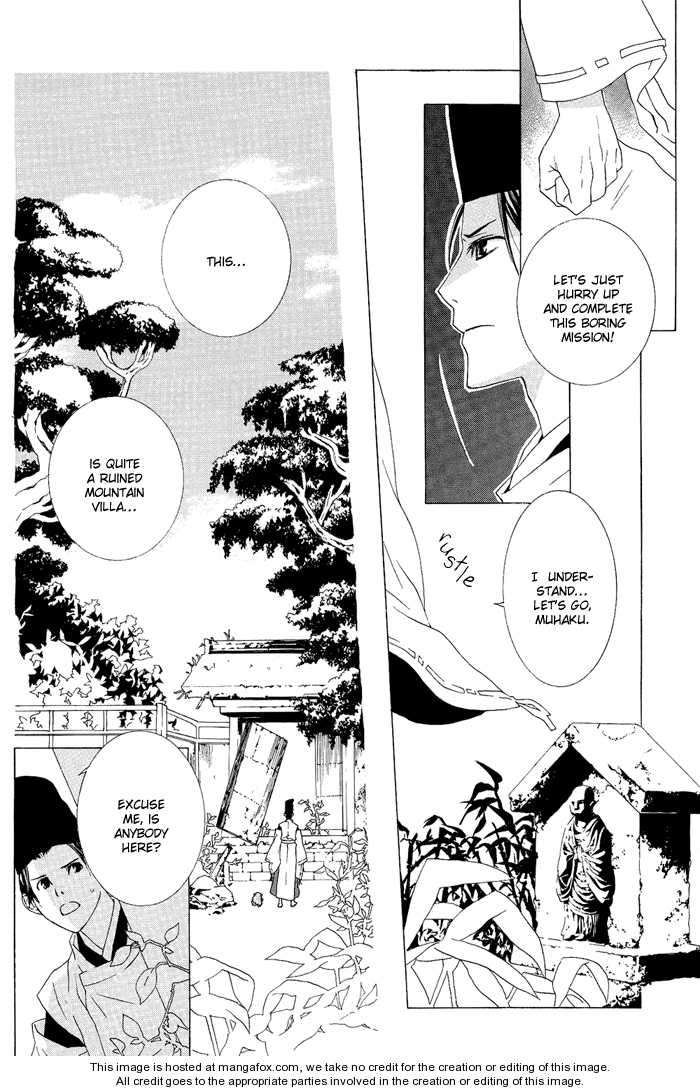 LET'S JUST
HURRY UP
AND COMPLETE
THIS BORING
MISSION!
rustle
I UNDER-
STAND...
LET'S GO,
MUHAKU.
THIS...
IS QUITE
A RUINED
MOUNTAIN
VILLA...
EXCUSE
ME, IS
ANYBODY
HERE?
This image is hosted at mangafox.com, we take no credit for the creation or editing of this image.
All credit goes to the appropriate parties involved in the creation or editing of this image.